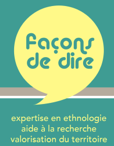 façons
de dire
expertise en ethnologie
aide à la recherche
valorisation du territoire